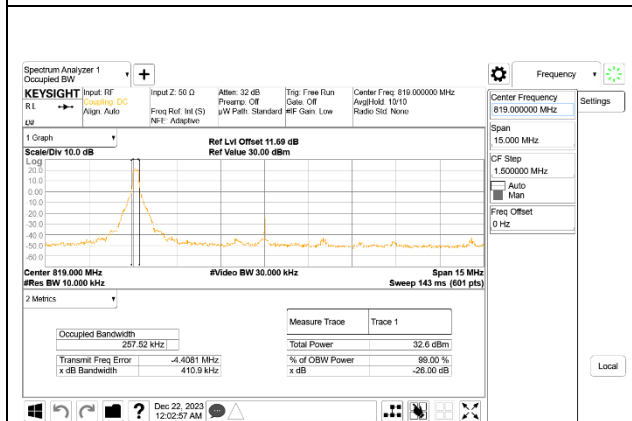 Spectrum Analyzer 1
Occupied BW
Frequency
KEYSIGHT
Input: RF
Coupling: DC
Align: Auto
Input Z: 50 Ω
Freq Ref: Int (S)
NFE: Adaptive
Atten: 32 dB
Preamp: Off
µW Path: Standard
Trig: Free Run
Gate: Off
#IF Gain: Low
Center Freq: 819.000000 MHz
Avg|Hold: 10/10
Radio Std: None
R L
Center Frequency
819.000000 MHz
Settings
Span
15.000 MHz
CF Step
1.500000 MHz
Auto
Man
Freq Offset
0 Hz
1 Graph
Scale/Div 10.0 dB
Ref Lvl Offset 11.69 dB
Ref Value 30.00 dBm
Log
20.0
10.0
0.00
-10.0
-20.0
-30.0
-40.0
-50.0
-60.0
Center 819.000 MHz
#Res BW 10.000 kHz
#Video BW 30.000 kHz
Span 15 MHz
Sweep 143 ms (601 pts)
2 Metrics
Measure Trace Trace 1
Occupied Bandwidth
257.52 kHz
Total Power 32.6 dBm
Transmit Freq Error -4.4081 MHz
% of OBW Power 99.00 %
x dB Bandwidth 410.9 kHz
x dB -26.00 dB
Local
?
Dec 22, 2023
12:02:57 AM